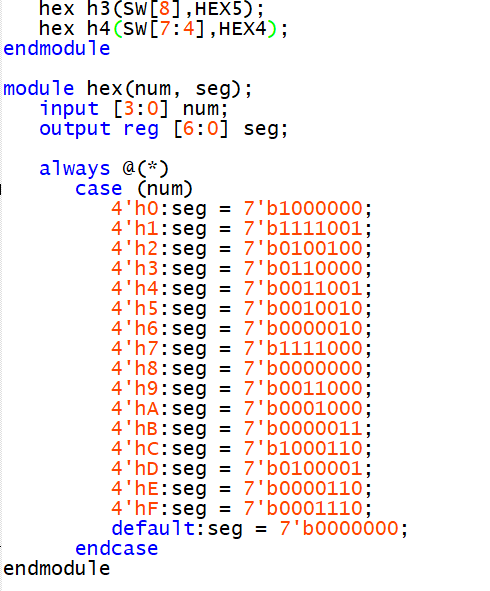 hex h3(SW[8],HEX5);
hex h4(SW[7:4],HEX4);
endmodule
module hex(num, seg);
input [3:0] num;
output reg [6:0] seg;
always @(*)
case (num)
4'h0:seg = 7'b1000000;
4'h1:seg = 7'b1111001;
4'h2:seg = 7'b0100100;
4'h3:seg = 7'b0110000;
4'h4:seg = 7'b0011001;
4'h5:seg = 7'b0010010;
4'h6:seg = 7'b0000010;
4'h7:seg = 7'b1111000;
4'h8:seg = 7'b0000000;
4'h9:seg = 7'b0011000;
4'hA:seg = 7'b0001000;
4'hB:seg = 7'b0000011;
4'hC:seg = 7'b1000110;
4'hD:seg = 7'b0100001;
4'hE:seg = 7'b0000110;
4'hF:seg = 7'b0001110;
default:seg = 7'b0000000;
endcase
endmodule